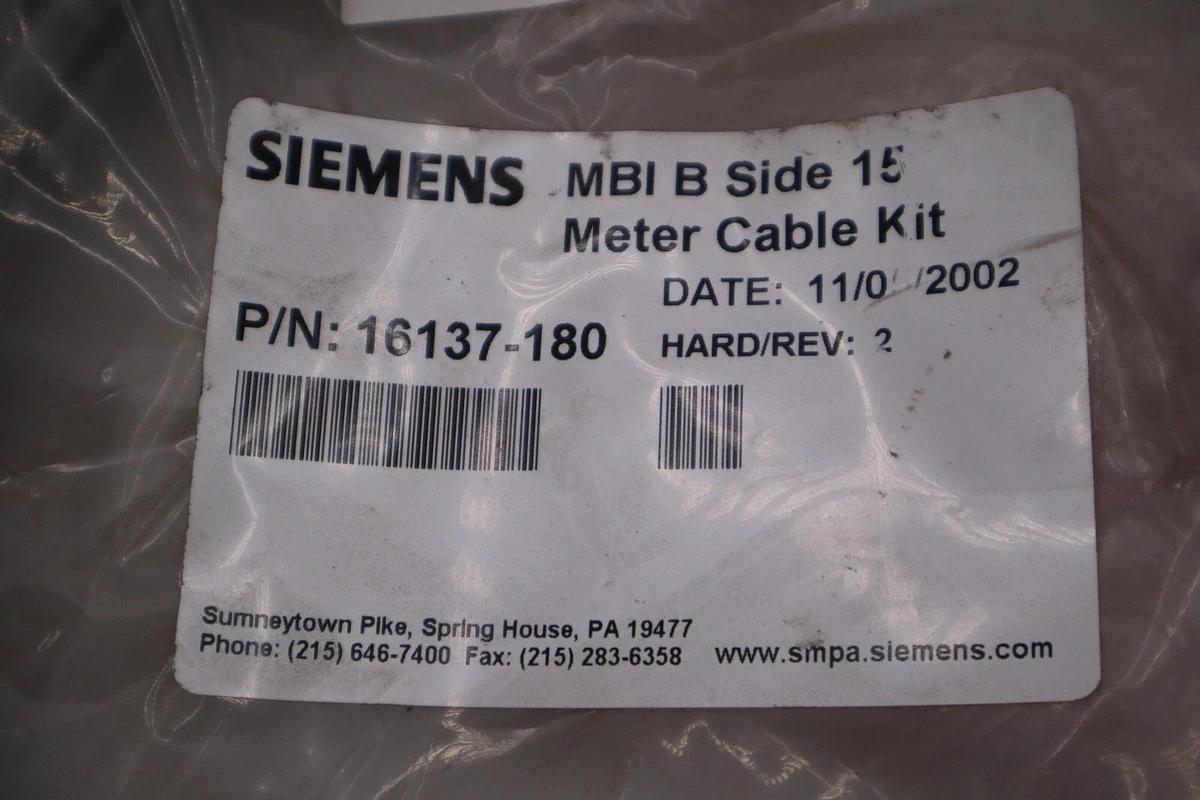 SIEMENS
MBI B Side 15
Meter Cable Kit
DATE:
P/N: 16137-180
HARD/REV: 2
Sumneytown Pike, Spring House, PA 19477
Phone: (215) 646-7400 Fax: (215) 283-6358
www.smpa.siemens.com